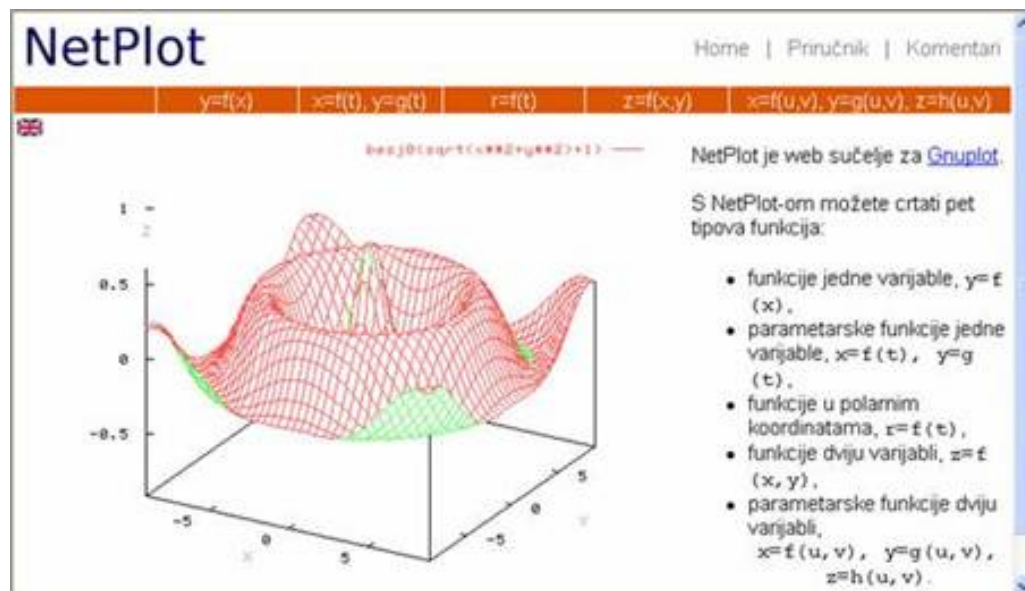 NetPlot
Home | Priručnik | Komentari
y=f(x) x=f(t), y=g(t) r=f(t) z=f(x,y) x=f(u,v), y=g(u,v), z=h(u,v)
besj0(sqrt(x**2+y**2)+1)
1
Z
0.5
0
-0.5
-5
0
5
X
-5
0
5
Y
NetPlot je web sučelje za Gnuplot.
S NetPlot-om možete crtati pet
tipova funkcija:
• funkcije jedne varijable, y=f
(x),
• parametarske funkcije jedne
varijable, x=f(t), y=g
(t),
• funkcije u polarnim
koordinatama, r=f(t),
• funkcije dviju varijabli, z=f
(x,y),
• parametarske funkcije dviju
varijabli,
x=f(u,v), y=g(u,v),
z=h(u,v).